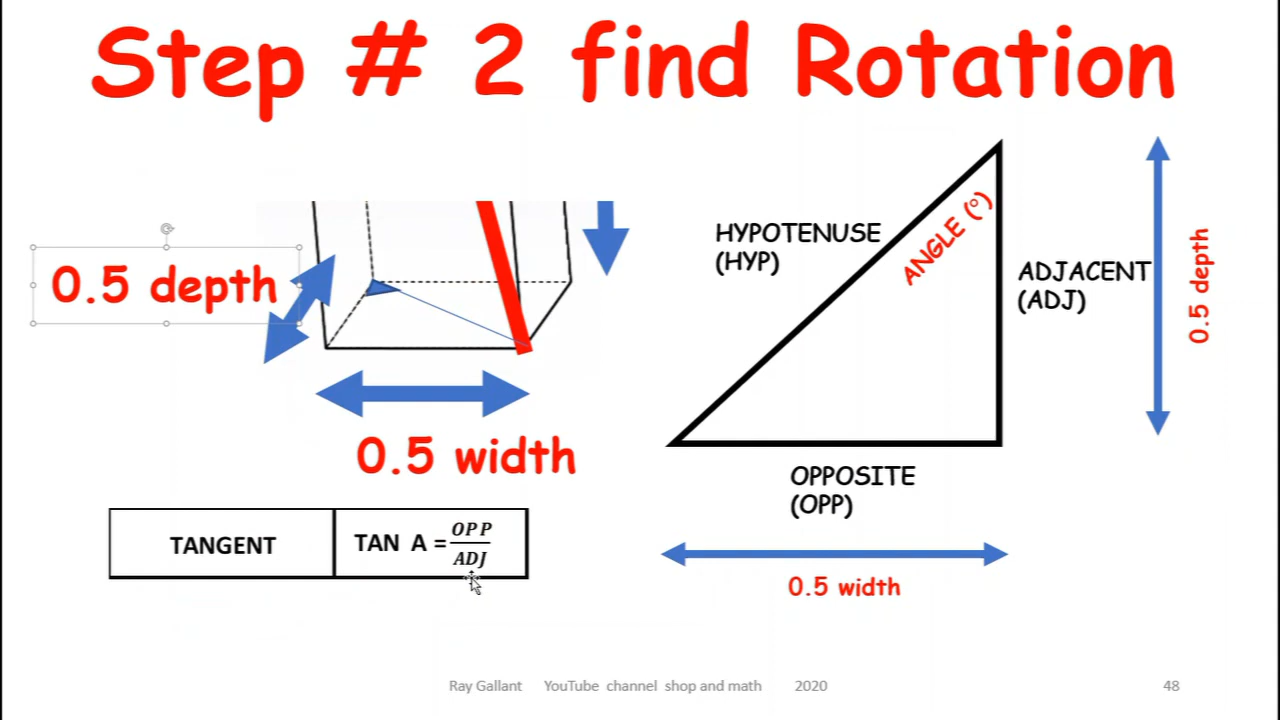 Step # 2 find Rotation
0.5 depth
0.5 width
TANGENT
TAN A = OPP
ADJ
HYPOTENUSE
(HYP)
ANGLE (°)
ADJACENT
(ADJ)
0.5 depth
OPPOSITE
(OPP)
0.5 width
Ray Gallant YouTube channel shop and math 2020
48